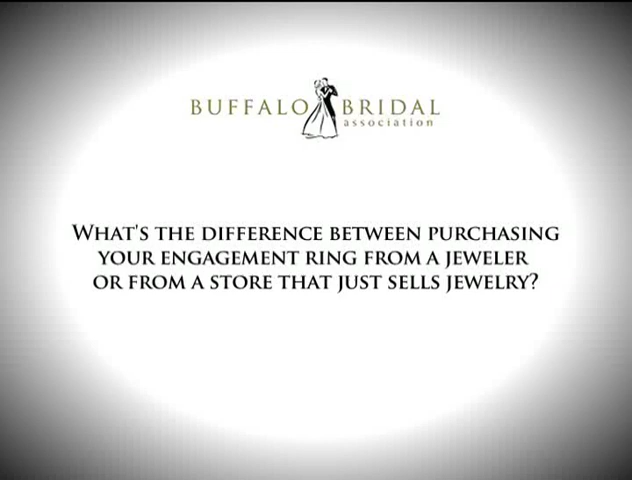 BUFFALO BRIDAL
association
WHAT'S THE DIFFERENCE BETWEEN PURCHASING
YOUR ENGAGEMENT RING FROM A JEWELER
OR FROM A STORE THAT JUST SELLS JEWELRY?